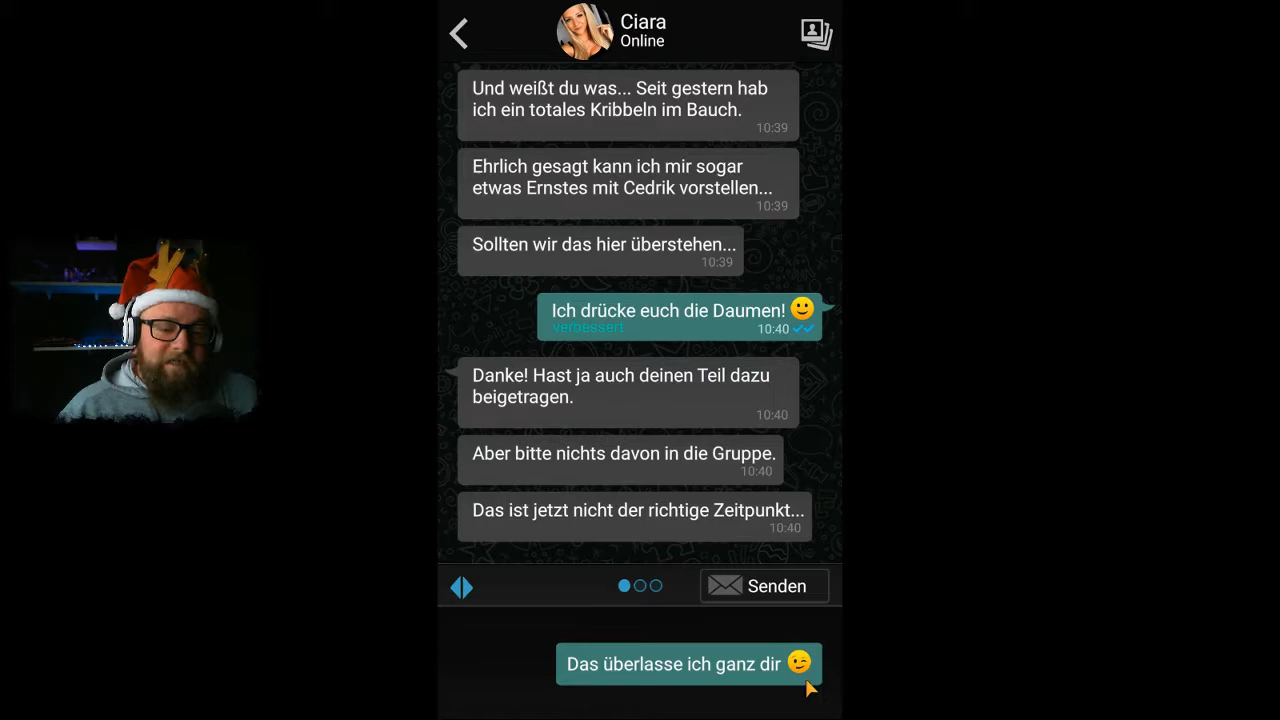 Ciara
Online
Und weißt du was... Seit gestern hab
ich ein totales Kribbeln im Bauch.
10:39
Ehrlich gesagt kann ich mir sogar
etwas Ernstes mit Cedrik vorstellen...
10:39
Sollten wir das hier überstehen...
10:39
Ich drücke euch die Daumen! 🙂
verbessert
10:40
Danke! Hast ja auch deinen Teil dazu
beigetragen.
10:40
Aber bitte nichts davon in die Gruppe.
10:40
Das ist jetzt nicht der richtige Zeitpunkt...
10:40
Senden
Das überlasse ich ganz dir 😉